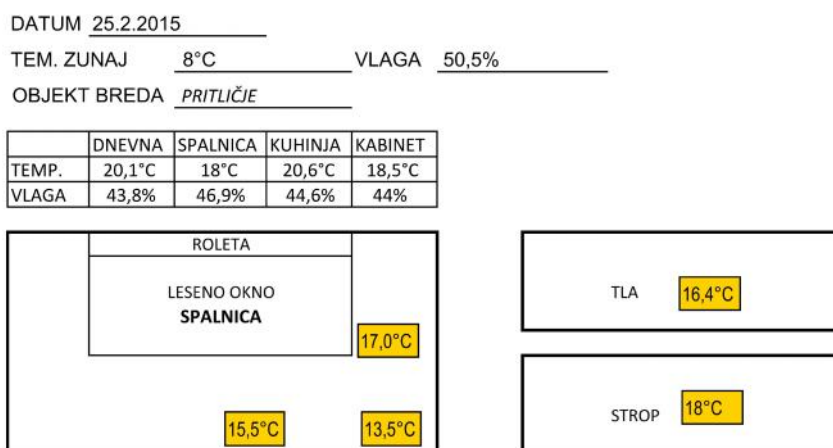 DATUM 25.2.2015
TEM. ZUNAJ 8°C VLAGA 50,5%
OBJEKT BREDA PRITLIČJE
DNEVNA SPALNICA KUHINJA KABINET
TEMP. 20,1°C 18°C 20,6°C 18,5°C
VLAGA 43,8% 46,9% 44,6% 44%
ROLETA
LESENO OKNO
SPALNICA
17,0°C
15,5°C 13,5°C
TLA 16,4°C
STROP 18°C